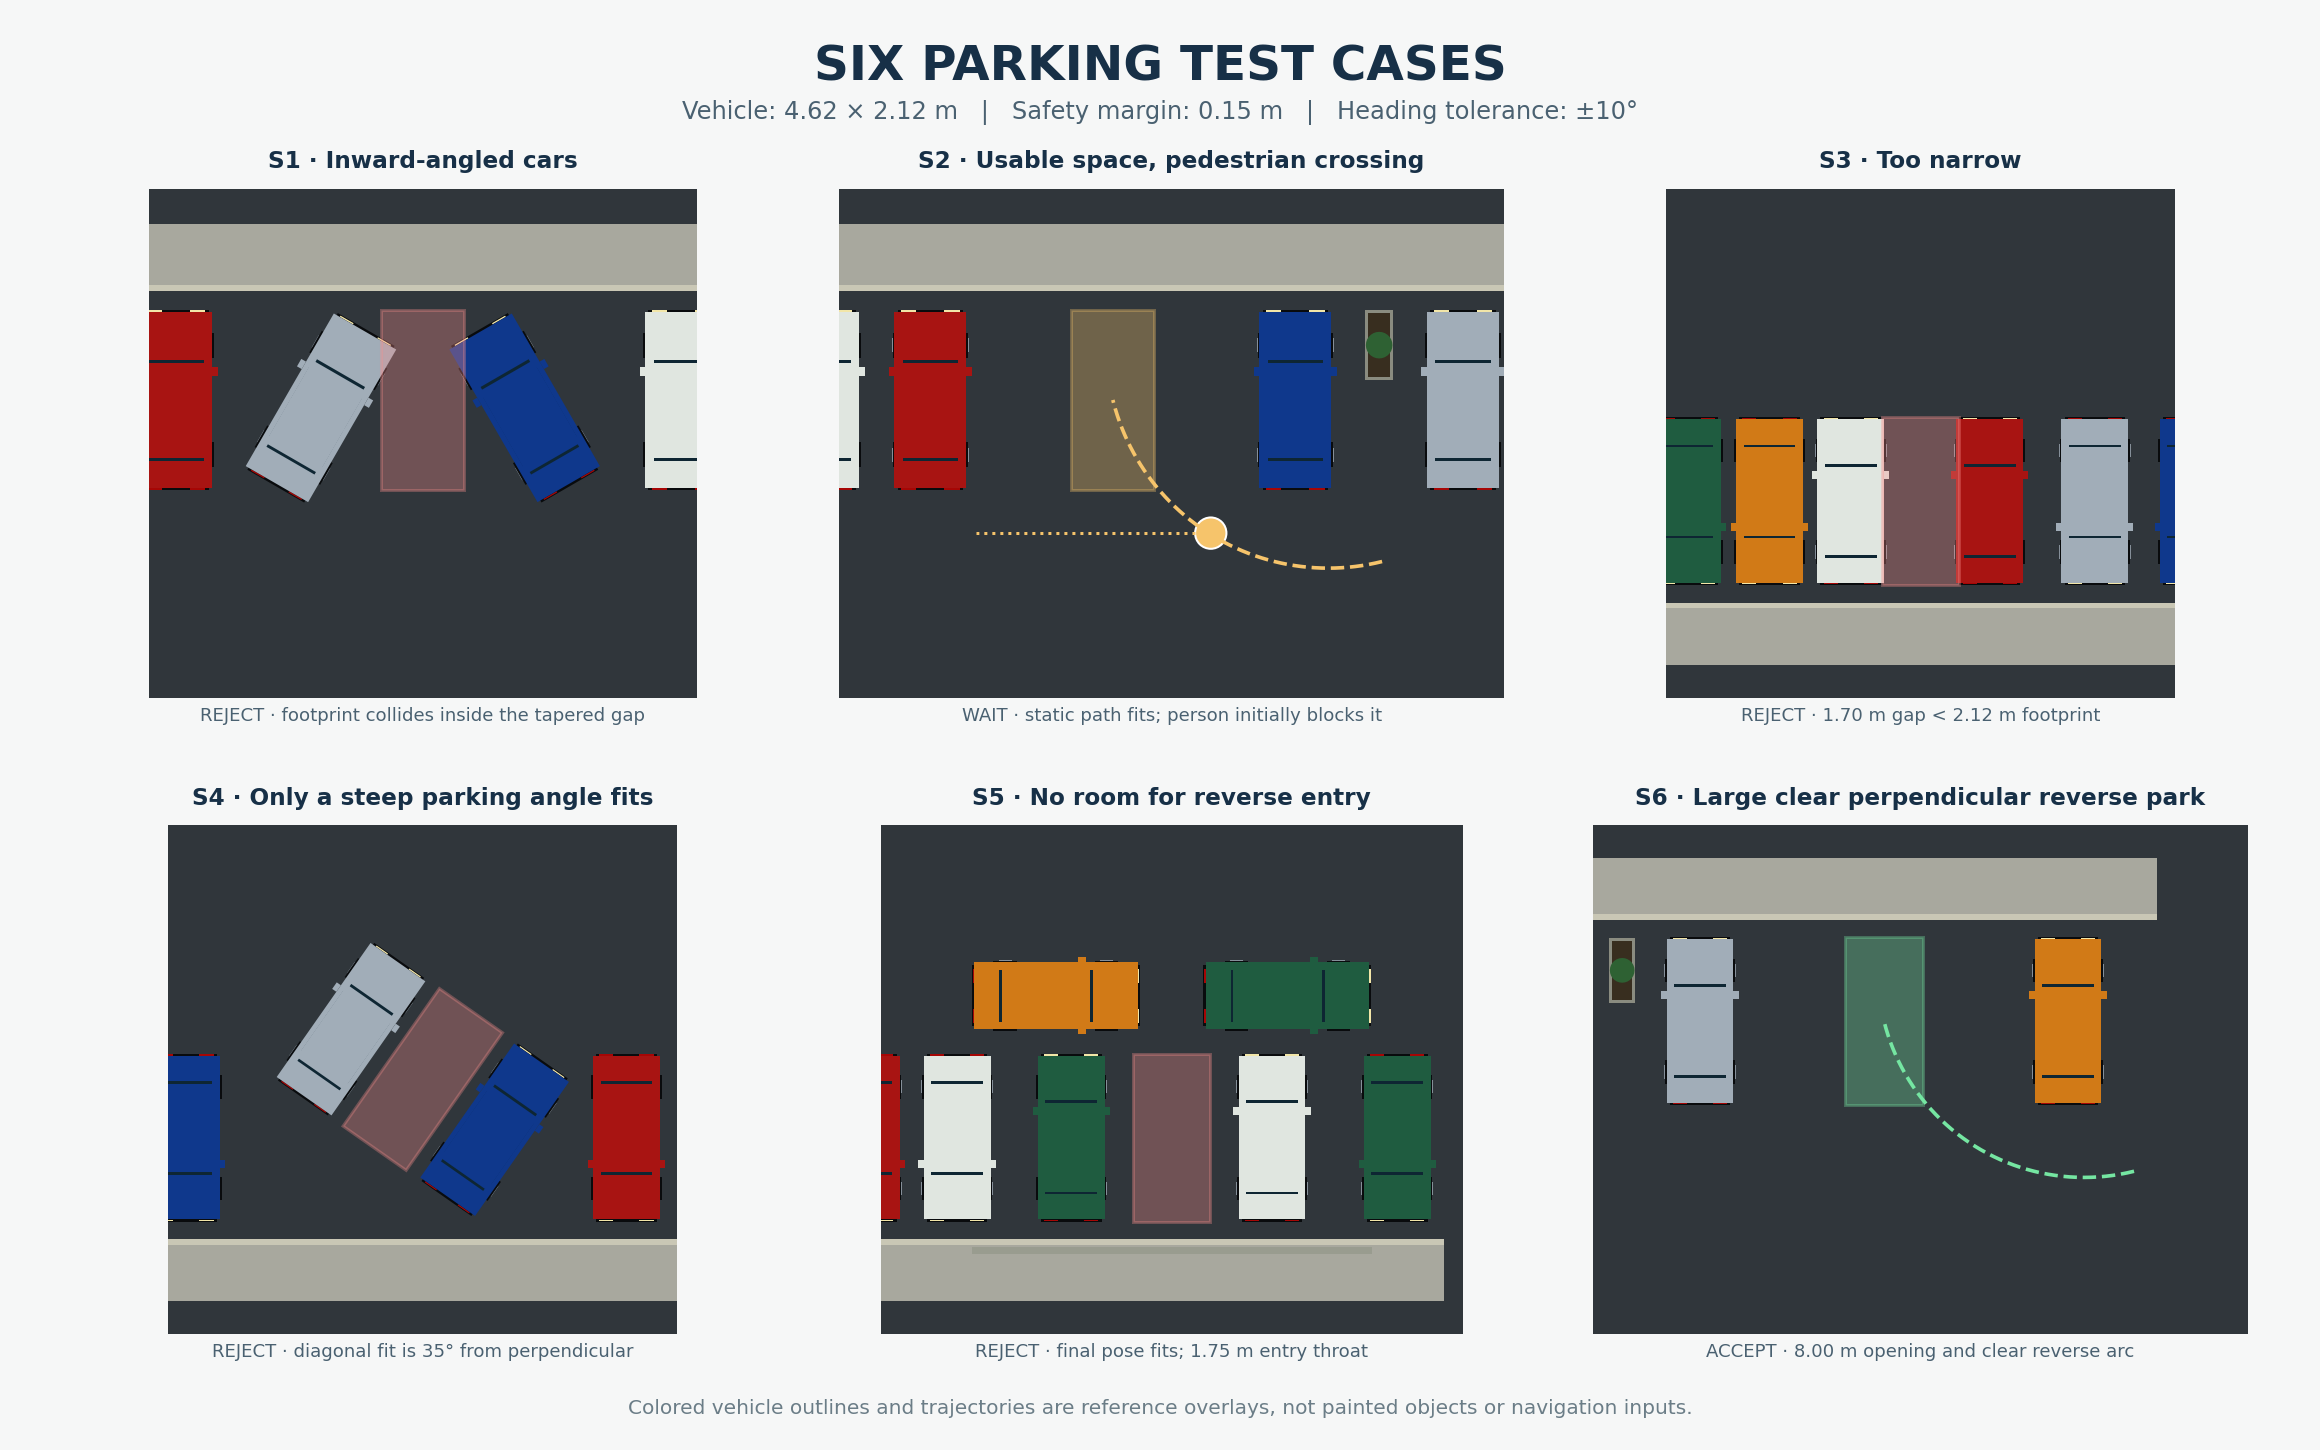 SIX PARKING TEST CASES
Vehicle: 4.62 × 2.12 m | Safety margin: 0.15 m | Heading tolerance: ±10°
S1 · Inward-angled cars
S2 · Usable space, pedestrian crossing
S3 · Too narrow
REJECT · footprint collides inside the tapered gap
WAIT · static path fits; person initially blocks it
REJECT · 1.70 m gap < 2.12 m footprint
S4 · Only a steep parking angle fits
S5 · No room for reverse entry
S6 · Large clear perpendicular reverse park
REJECT · diagonal fit is 35° from perpendicular
REJECT · final pose fits; 1.75 m entry throat
ACCEPT · 8.00 m opening and clear reverse arc
Colored vehicle outlines and trajectories are reference overlays, not painted objects or navigation inputs.